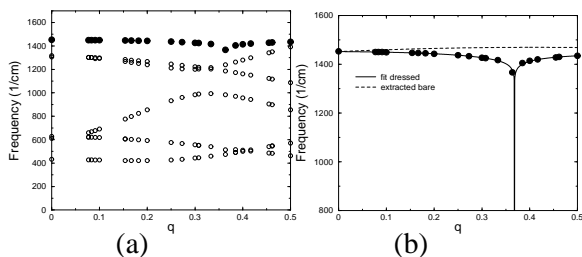 1800
1600
1400
1200
1000
800
600
400
200
0
Frequency (1/cm)
0 0.1 0.2 0.3 0.4 0.5
q
(a)
1600
1400
1200
1000
800
Frequency (1/cm)
fit dressed
extracted bare
0 0.1 0.2 0.3 0.4 0.5
q
(b)